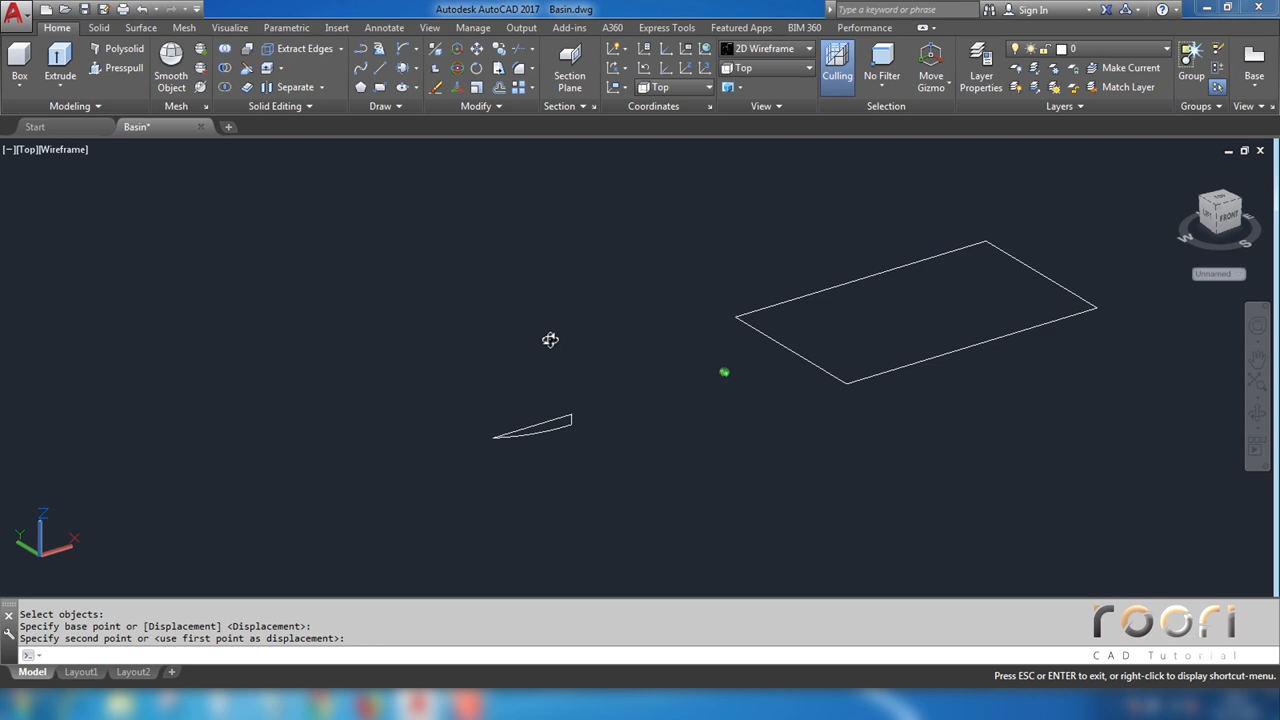 Autodesk AutoCAD 2017 Basin.dwg
Type a keyword or phrase
Sign In
Home Solid Surface Mesh Visualize Parametric Insert Annotate View Manage Output Add-ins A360 Express Tools Featured Apps BIM 360 Performance
Box
Extrude
Polysolid
Presspull
Smooth
Object
Extract Edges
Separate
Section
Plane
2D Wireframe
Top
Top
Culling
No Filter
Move
Gizmo
Layer
Properties
0
Make Current
Match Layer
Group
Base
Modeling
Mesh
Solid Editing
Draw
Modify
Section
Coordinates
View
Selection
Layers
Groups
View
Start
Basin*
[−][Top][Wireframe]
TOP
FRONT
W
E
S
Unnamed
Z
Y
X
Select objects:
Specify base point or [Displacement] <Displacement>:
Specify second point or <use first point as displacement>:
roori
CAD Tutorial
Model Layout1 Layout2
Press ESC or ENTER to exit, or right-click to display shortcut-menu.